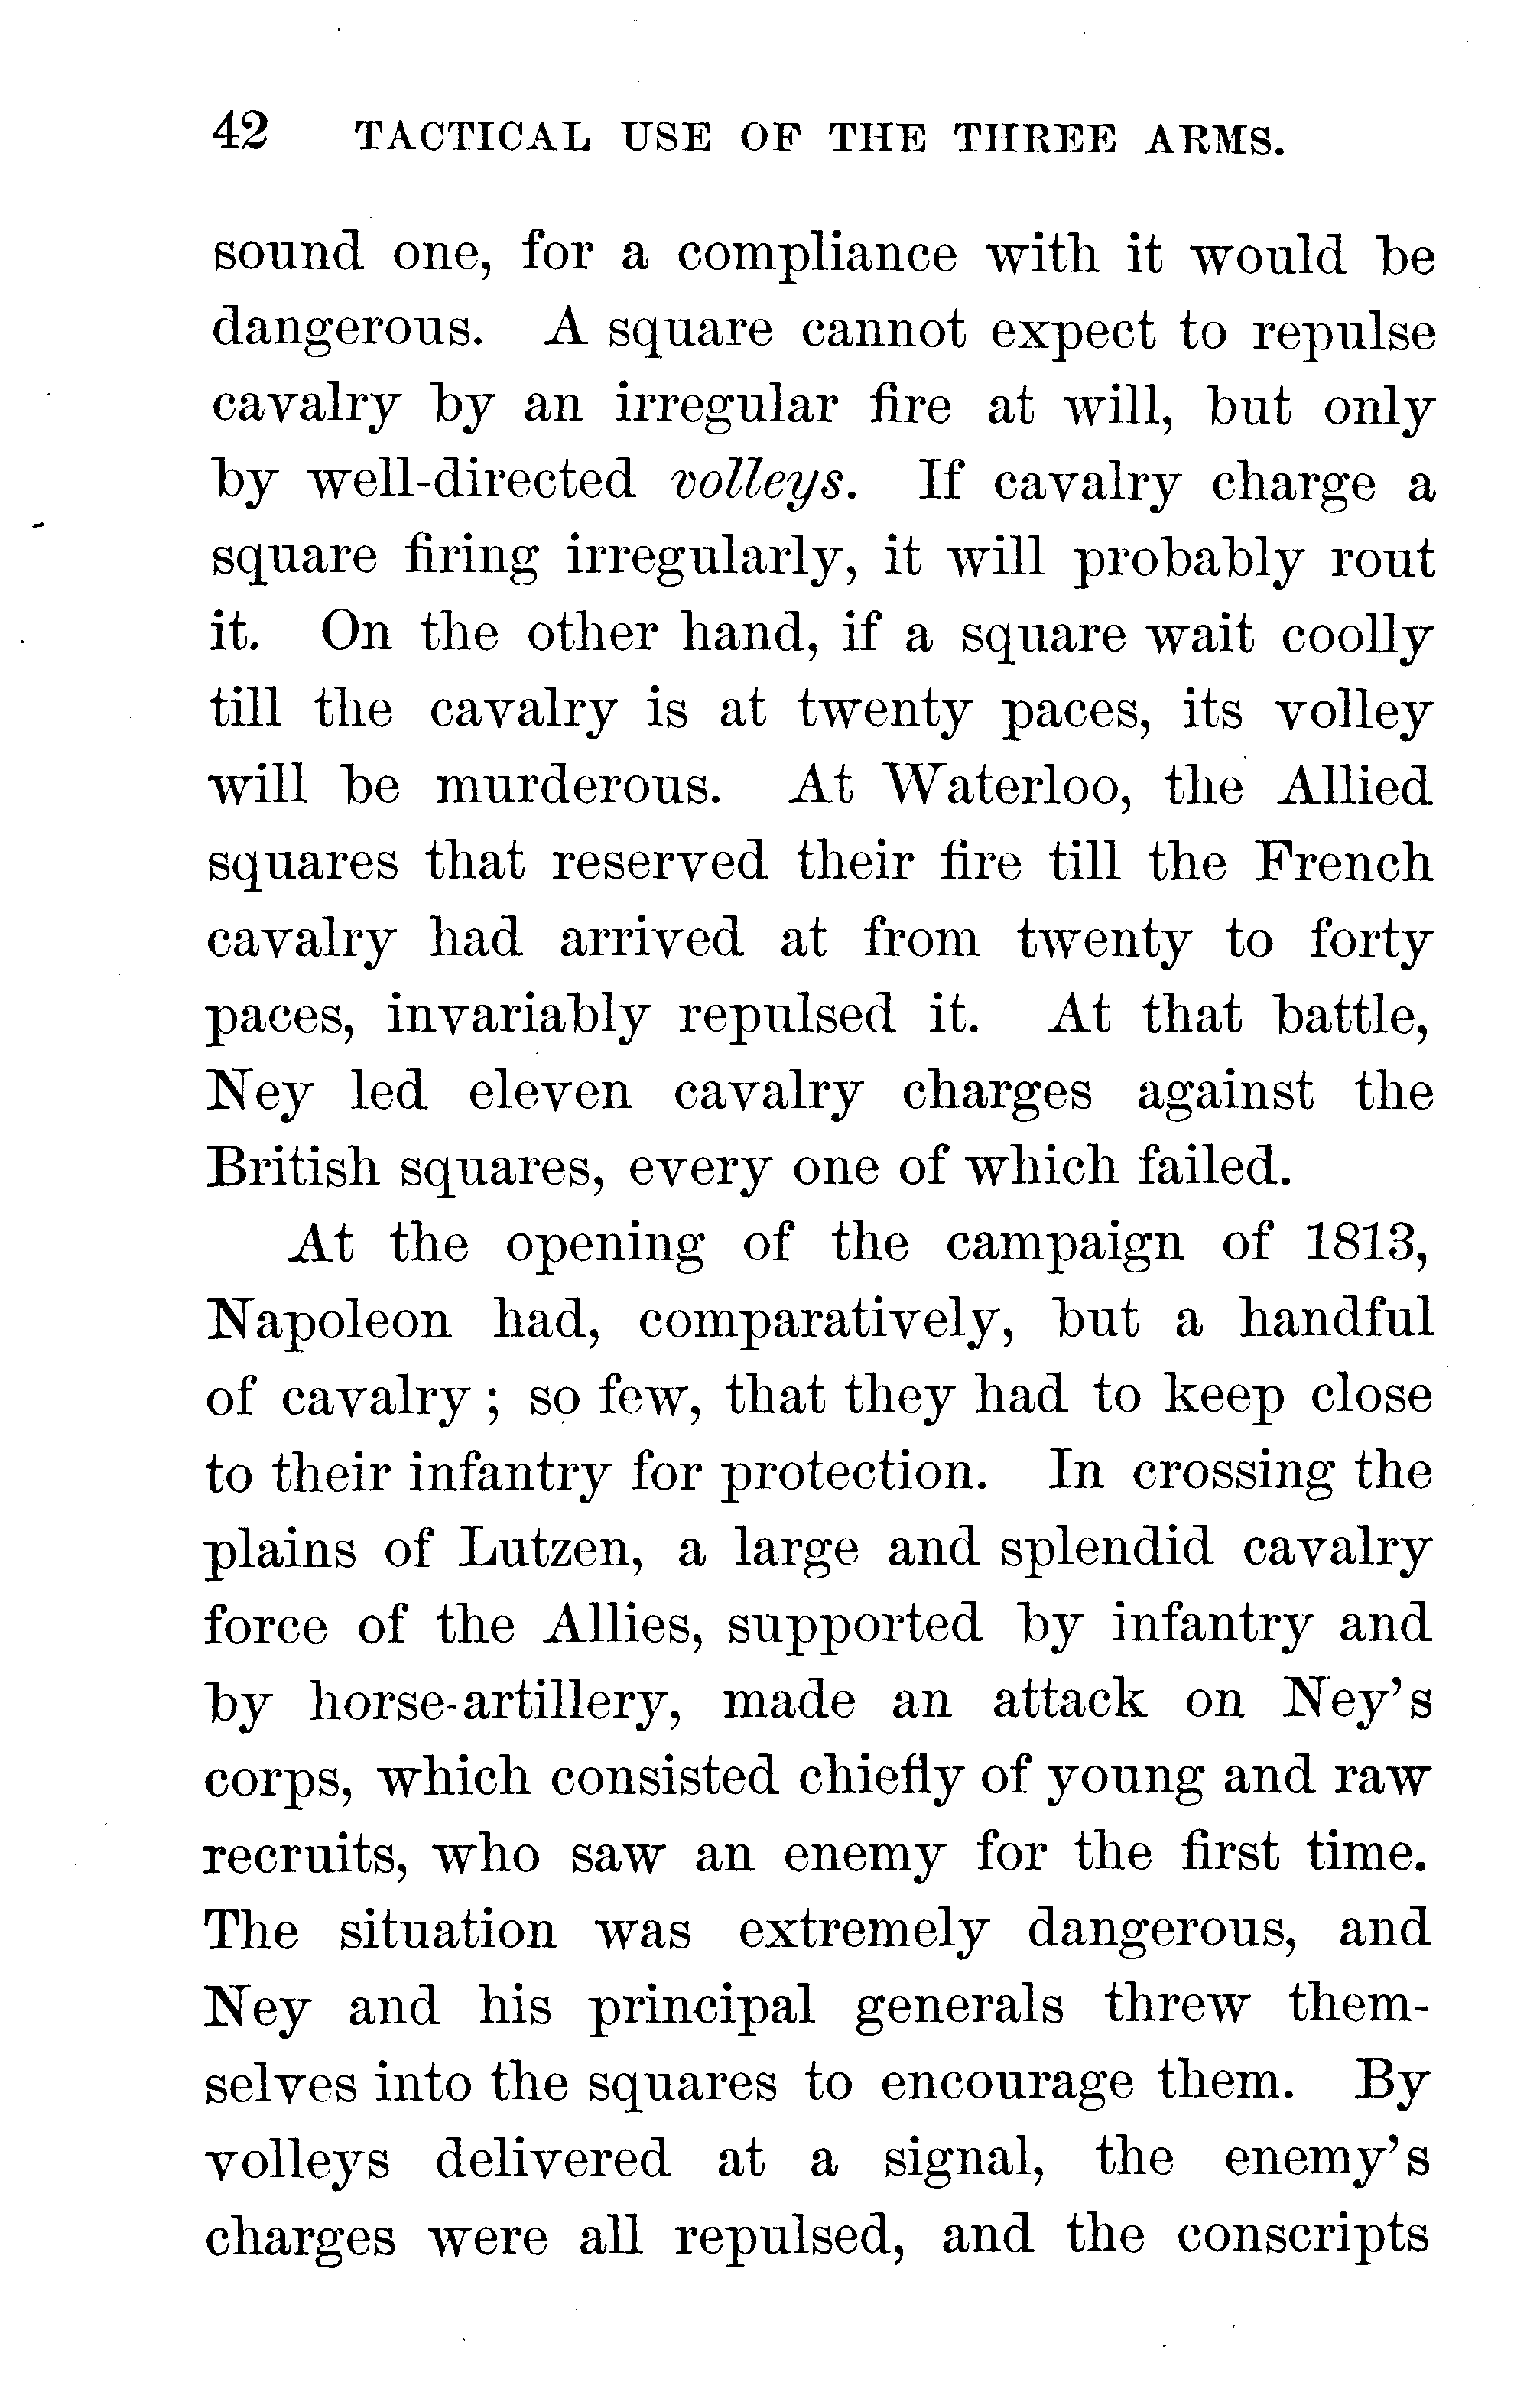 42 TACTICAL USE OF THE THREE ARMS.
sound one, for a compliance with it would be
dangerous. A square cannot expect to repulse
cavalry by an irregular fire at will, but only
by well-directed volleys. If cavalry charge a
square firing irregularly, it will probably rout
it. On the other hand, if a square wait coolly
till the cavalry is at twenty paces, its volley
will be murderous. At Waterloo, the Allied
squares that reserved their fire till the French
cavalry had arrived at from twenty to forty
paces, invariably repulsed it. At that battle,
Ney led eleven cavalry charges against the
British squares, every one of which failed.
At the opening of the campaign of 1813,
Napoleon had, comparatively, but a handful
of cavalry ; so few, that they had to keep close
to their infantry for protection. In crossing the
plains of Lutzen, a large and splendid cavalry
force of the Allies, supported by infantry and
by horse-artillery, made an attack on Ney's
corps, which consisted chiefly of young and raw
recruits, who saw an enemy for the first time.
The situation was extremely dangerous, and
Ney and his principal generals threw them-
selves into the squares to encourage them. By
volleys delivered at a signal, the enemy's
charges were all repulsed, and the conscripts